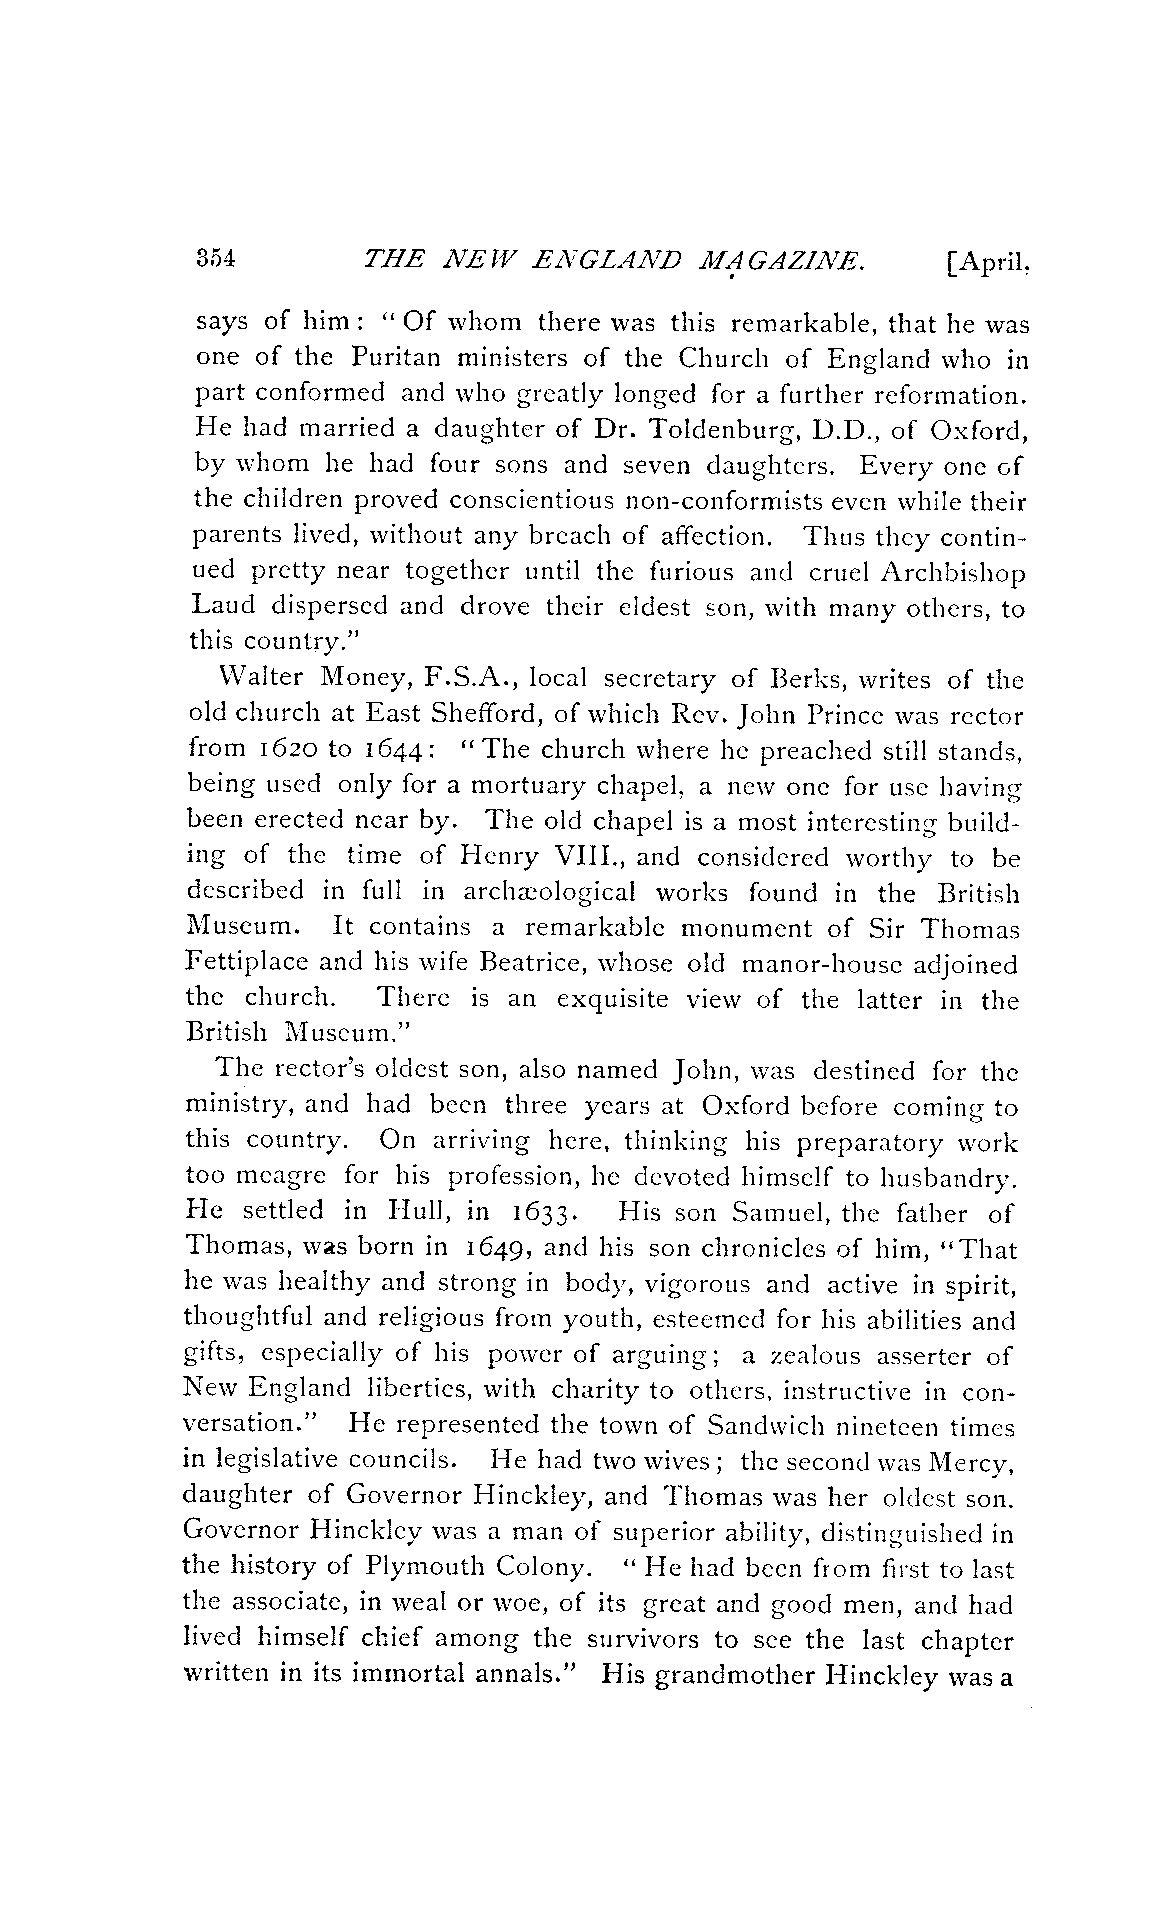 354 THE NEW ENGLAND MAGAZINE. [April,
says of him: “Of whom there was this remarkable, that he was
one of the Puritan ministers of the Church of England who in
part conformed and who greatly longed for a further reformation.
He had married a daughter of Dr. Toldenburg, D.D., of Oxford,
by whom he had four sons and seven daughters. Every one of
the children proved conscientious non-conformists even while their
parents lived, without any breach of affection. Thus they contin-
ued pretty near together until the furious and cruel Archbishop
Laud dispersed and drove their eldest son, with many others, to
this country.”
Walter Money, F.S.A., local secretary of Berks, writes of the
old church at East Shefford, of which Rev. John Prince was rector
from 1620 to 1644: “The church where he preached still stands,
being used only for a mortuary chapel, a new one for use having
been erected near by. The old chapel is a most interesting build-
ing of the time of Henry VIII., and considered worthy to be
described in full in archæological works found in the British
Museum. It contains a remarkable monument of Sir Thomas
Fettiplace and his wife Beatrice, whose old manor-house adjoined
the church. There is an exquisite view of the latter in the
British Museum.”
The rector’s oldest son, also named John, was destined for the
ministry, and had been three years at Oxford before coming to
this country. On arriving here, thinking his preparatory work
too meagre for his profession, he devoted himself to husbandry.
He settled in Hull, in 1633. His son Samuel, the father of
Thomas, was born in 1649, and his son chronicles of him, “That
he was healthy and strong in body, vigorous and active in spirit,
thoughtful and religious from youth, esteemed for his abilities and
gifts, especially of his power of arguing; a zealous asserter of
New England liberties, with charity to others, instructive in con-
versation.” He represented the town of Sandwich nineteen times
in legislative councils. He had two wives; the second was Mercy,
daughter of Governor Hinckley, and Thomas was her oldest son.
Governor Hinckley was a man of superior ability, distinguished in
the history of Plymouth Colony. “He had been from first to last
the associate, in weal or woe, of its great and good men, and had
lived himself chief among the survivors to see the last chapter
written in its immortal annals.” His grandmother Hinckley was a